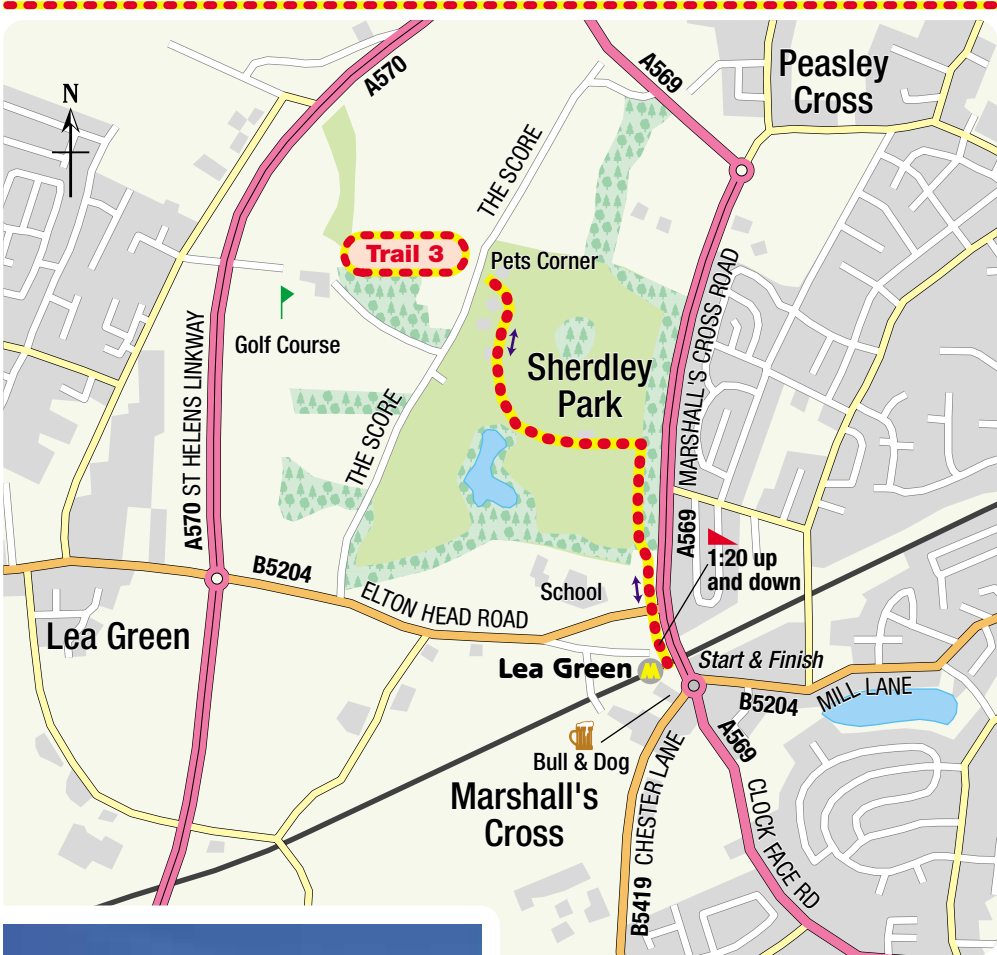 A570
A569
Peasley
Cross
N
THE SCORE
Trail 3
Pets Corner
MARSHALL'S CROSS ROAD
Golf Course
A570 ST HELENS LINKWAY
Sherdley
Park
THE SCORE
A569
1:20 up
and down
B5204
ELTON HEAD ROAD
School
Lea Green
Lea Green
M
Start & Finish
B5204
MILL LANE
A569
Bull & Dog
CLOCK FACE RD
Marshall's
Cross
B5419 CHESTER LANE